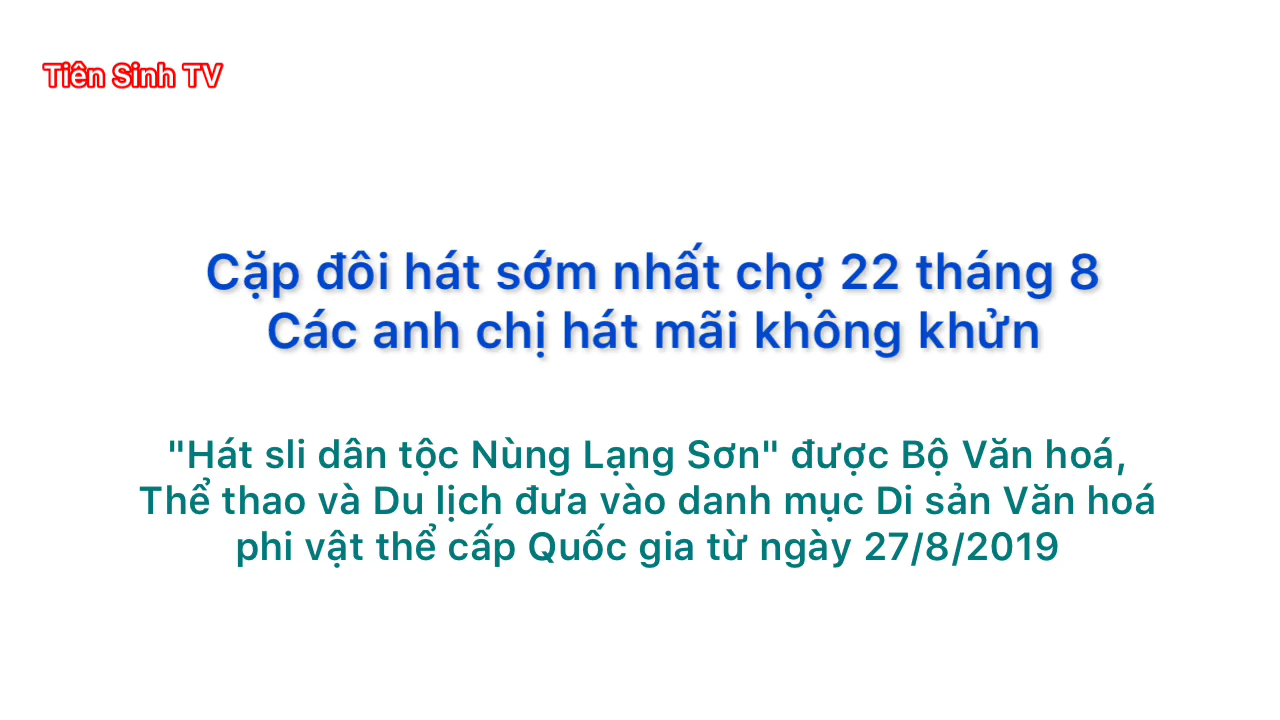 Tiên Sinh TV
Cặp đôi hát sớm nhất chợ 22 tháng 8
Các anh chị hát mãi không khửn
"Hát sli dân tộc Nùng Lạng Sơn" được Bộ Văn hoá,
Thể thao và Du lịch đưa vào danh mục Di sản Văn hoá
phi vật thể cấp Quốc gia từ ngày 27/8/2019